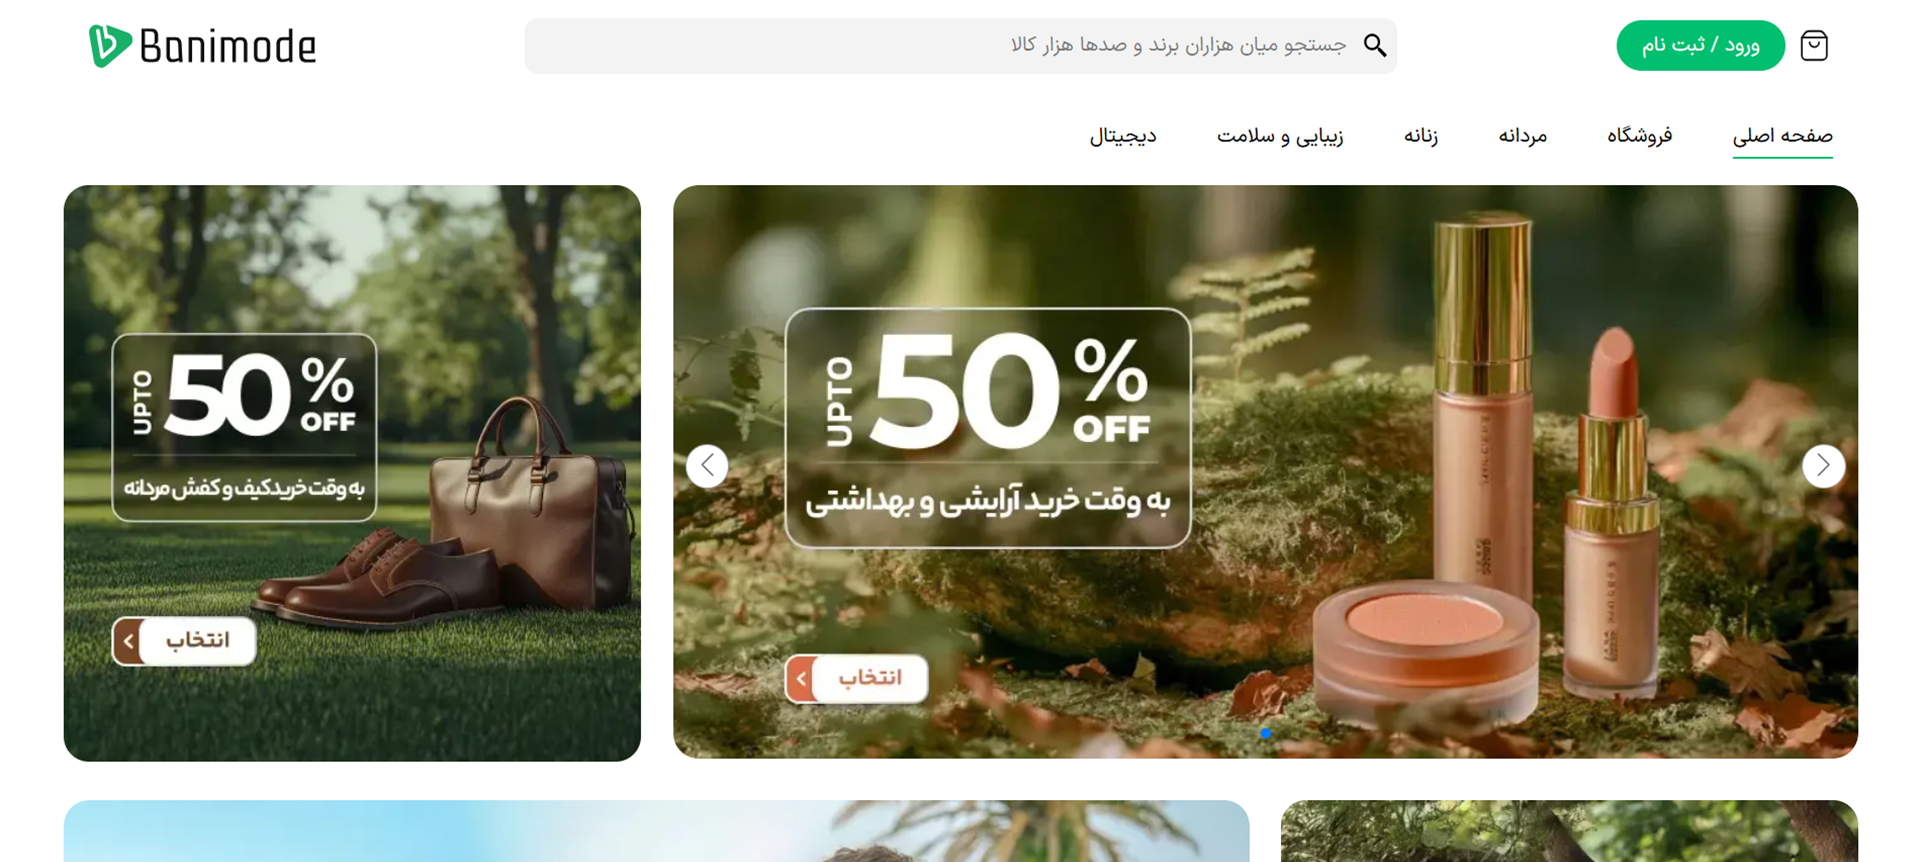 Banimode
جستجو میان هزاران برند و صدها هزار کالا
ورود / ثبت نام
صفحه اصلی
فروشگاه
مردانه
زنانه
زیبایی و سلامت
دیجیتال
UPTO 50% OFF
به وقت خرید آرایشی و بهداشتی
انتخاب
UPTO 50% OFF
به وقت خرید کیف و کفش مردانه
انتخاب